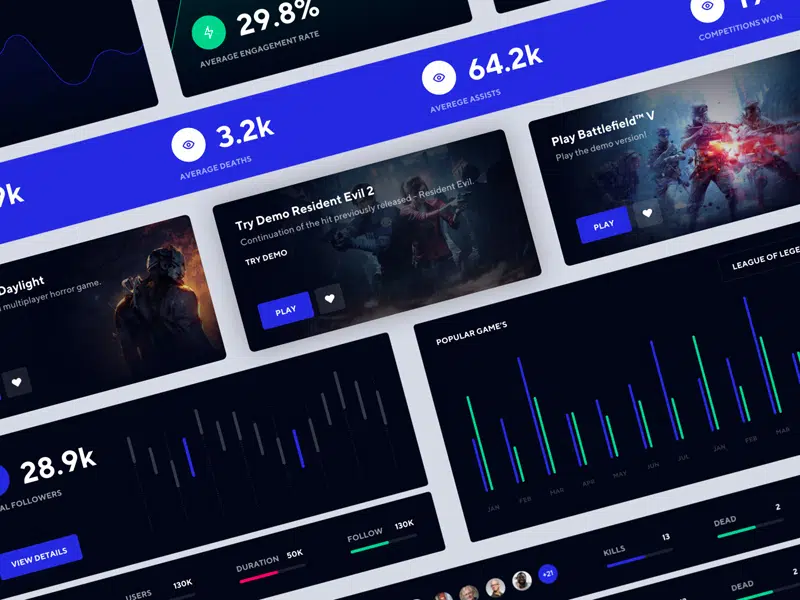 29.8%
AVERAGE ENGAGEMENT RATE
COMPETITIONS WON
64.2k
AVEREGE ASSISTS
3.2k
AVERAGE DEATHS
9k
Play Battlefield™ V
Play the demo version!
PLAY
Try Demo Resident Evil 2
Continuation of the hit previously released - Resident Evil.
TRY DEMO
PLAY
Daylight
multiplayer horror game.
LEAGUE OF LEGE
POPULAR GAME'S
JAN
FEB
MAR
APR
MAY
JUN
JUL
JAN
FEB
MAR
28.9k
AL FOLLOWERS
VIEW DETAILS
USERS
130K
DURATION
50K
FOLLOW
130K
+21
KILLS
13
DEAD
2
DEAD
2